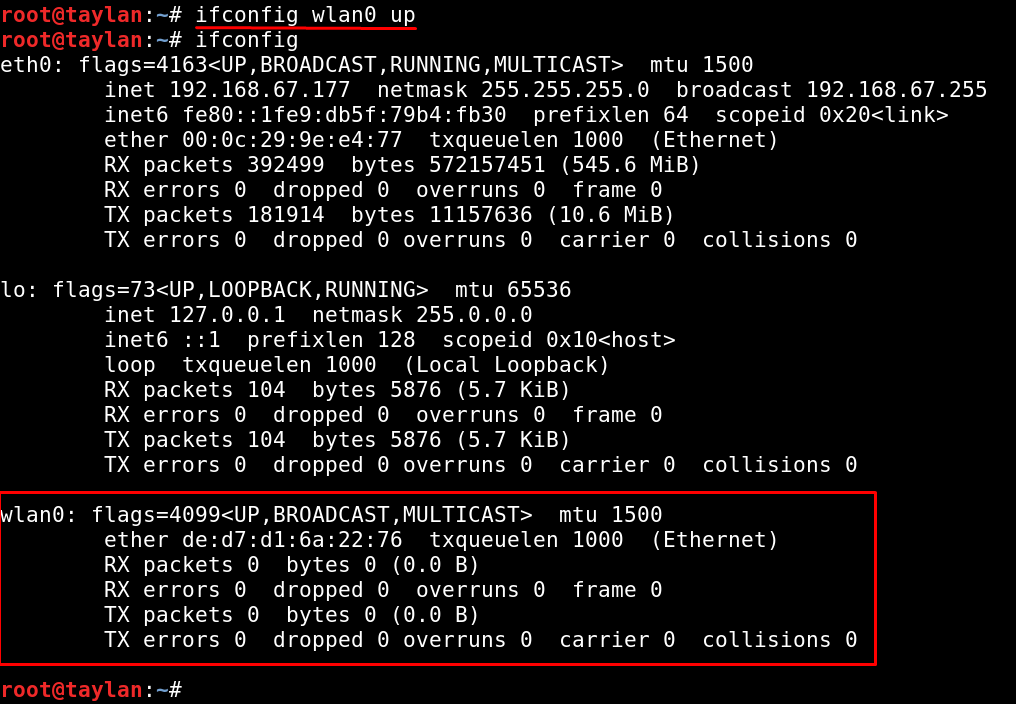 root@taylan:~# ifconfig wlan0 up
root@taylan:~# ifconfig
eth0: flags=4163<UP,BROADCAST,RUNNING,MULTICAST>  mtu 1500
        inet 192.168.67.177  netmask 255.255.255.0  broadcast 192.168.67.255
        inet6 fe80::1fe9:db5f:79b4:fb30  prefixlen 64  scopeid 0x20<link>
        ether 00:0c:29:9e:e4:77  txqueuelen 1000  (Ethernet)
        RX packets 392499  bytes 572157451 (545.6 MiB)
        RX errors 0  dropped 0  overruns 0  frame 0
        TX packets 181914  bytes 11157636 (10.6 MiB)
        TX errors 0  dropped 0 overruns 0  carrier 0  collisions 0

lo: flags=73<UP,LOOPBACK,RUNNING>  mtu 65536
        inet 127.0.0.1  netmask 255.0.0.0
        inet6 ::1  prefixlen 128  scopeid 0x10<host>
        loop  txqueuelen 1000  (Local Loopback)
        RX packets 104  bytes 5876 (5.7 KiB)
        RX errors 0  dropped 0  overruns 0  frame 0
        TX packets 104  bytes 5876 (5.7 KiB)
        TX errors 0  dropped 0 overruns 0  carrier 0  collisions 0

wlan0: flags=4099<UP,BROADCAST,MULTICAST>  mtu 1500
        ether de:d7:d1:6a:22:76  txqueuelen 1000  (Ethernet)
        RX packets 0  bytes 0 (0.0 B)
        RX errors 0  dropped 0  overruns 0  frame 0
        TX packets 0  bytes 0 (0.0 B)
        TX errors 0  dropped 0 overruns 0  carrier 0  collisions 0

root@taylan:~#